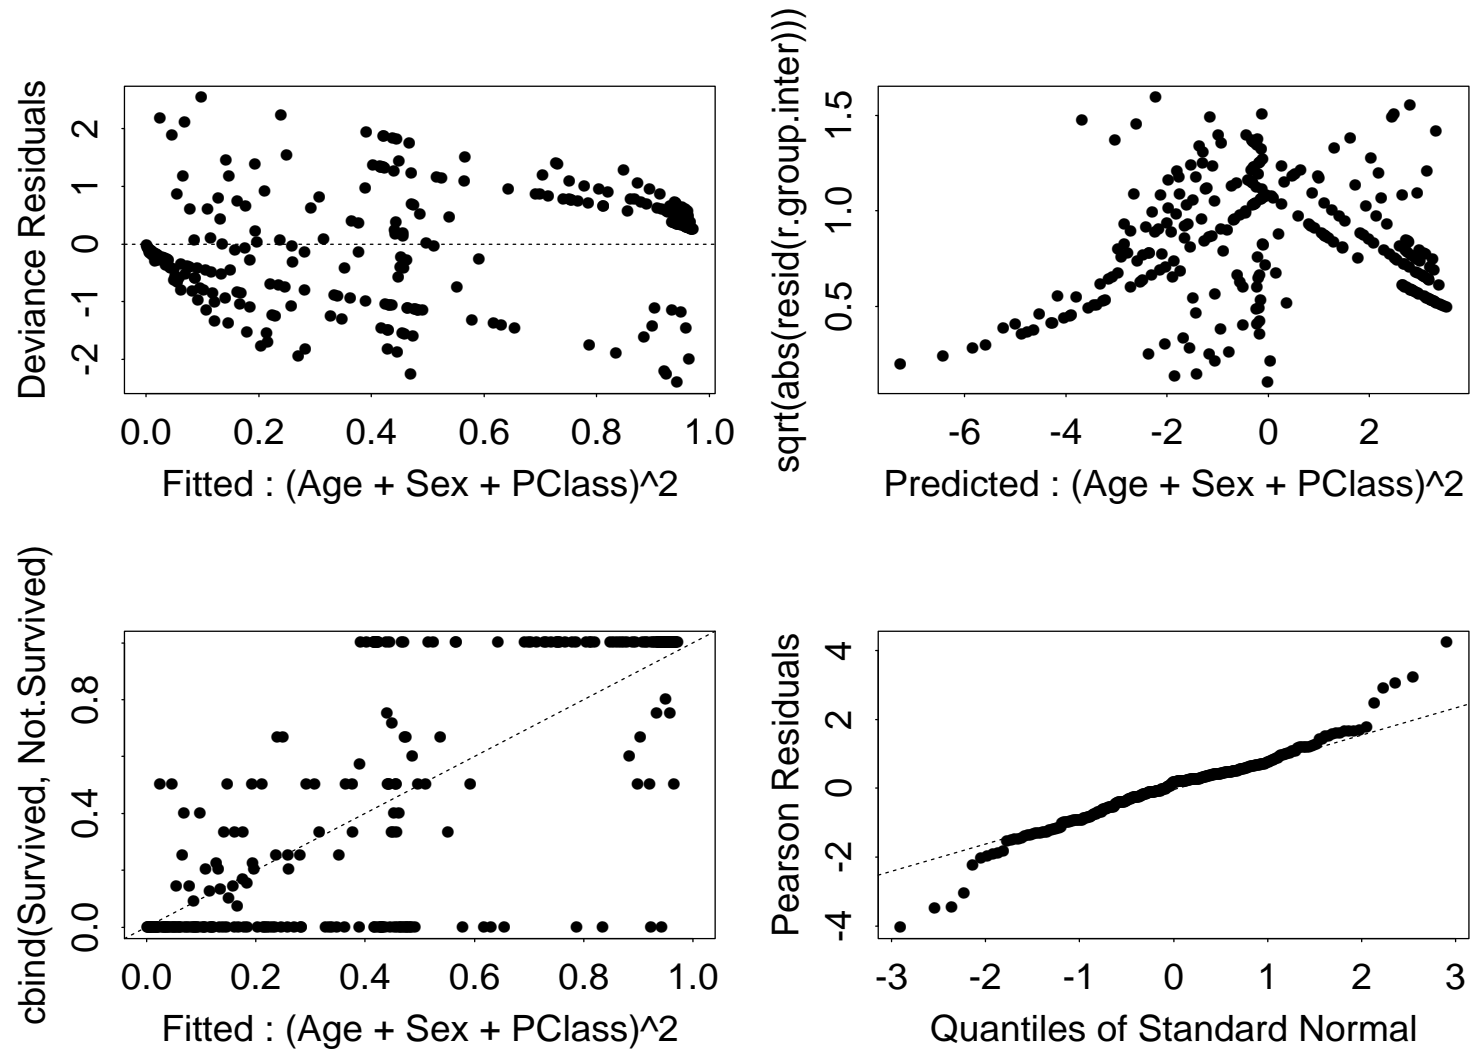 Deviance Residuals
2
1
0
-1
-2
0.0 0.2 0.4 0.6 0.8 1.0
Fitted : (Age + Sex + PClass)^2
sqrt(abs(resid(r.group.inter)))
1.5
1.0
0.5
-6 -4 -2 0 2
Predicted : (Age + Sex + PClass)^2
cbind(Survived, Not.Survived)
0.8
0.4
0.0
0.0 0.2 0.4 0.6 0.8 1.0
Fitted : (Age + Sex + PClass)^2
Pearson Residuals
4
2
0
-2
-4
-3 -2 -1 0 1 2 3
Quantiles of Standard Normal